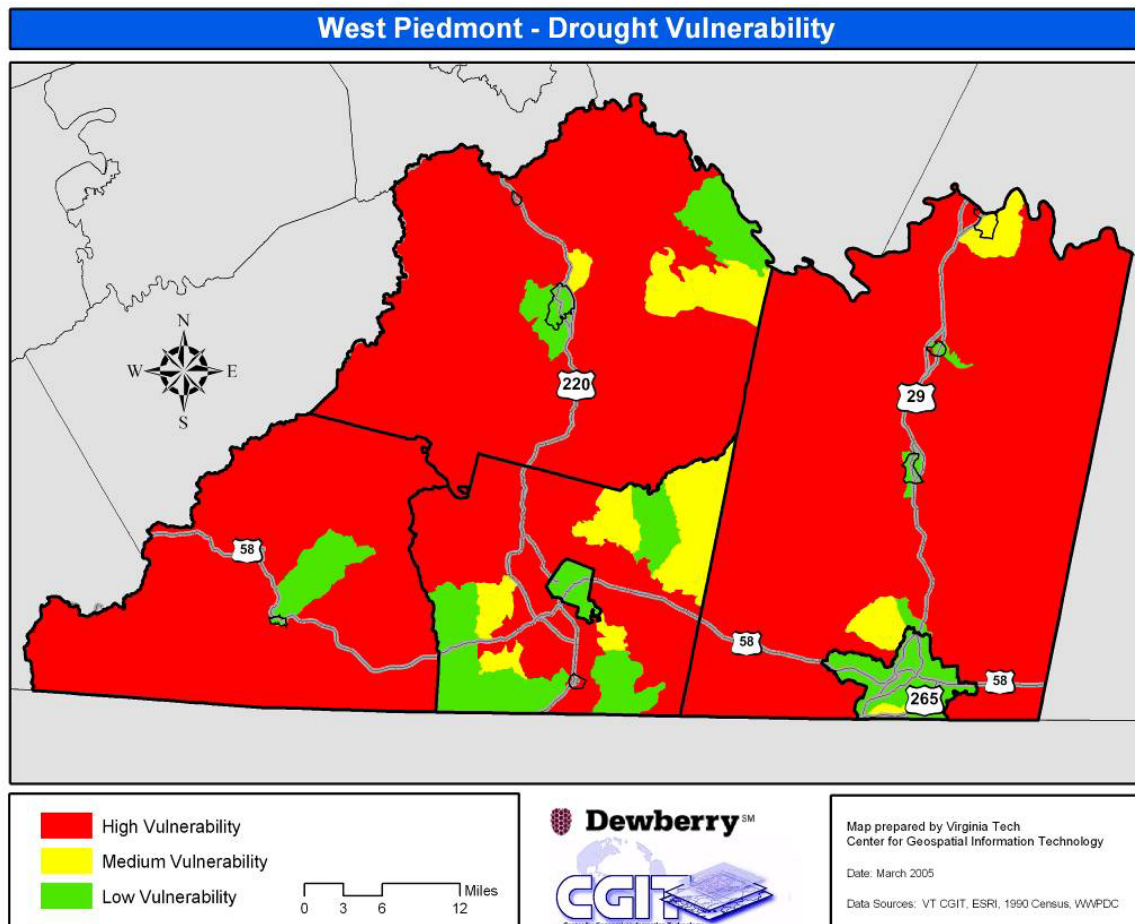 West Piedmont - Drought Vulnerability
N
W E
S
220
29
58
58
58
265
High Vulnerability
Medium Vulnerability
Low Vulnerability
Miles
0 3 6 12
Dewberry SM
CGIT
Map prepared by Virginia Tech
Center for Geospatial Information Technology
Date: March 2005
Data Sources: VT CGIT, ESRI, 1990 Census, WWPDC